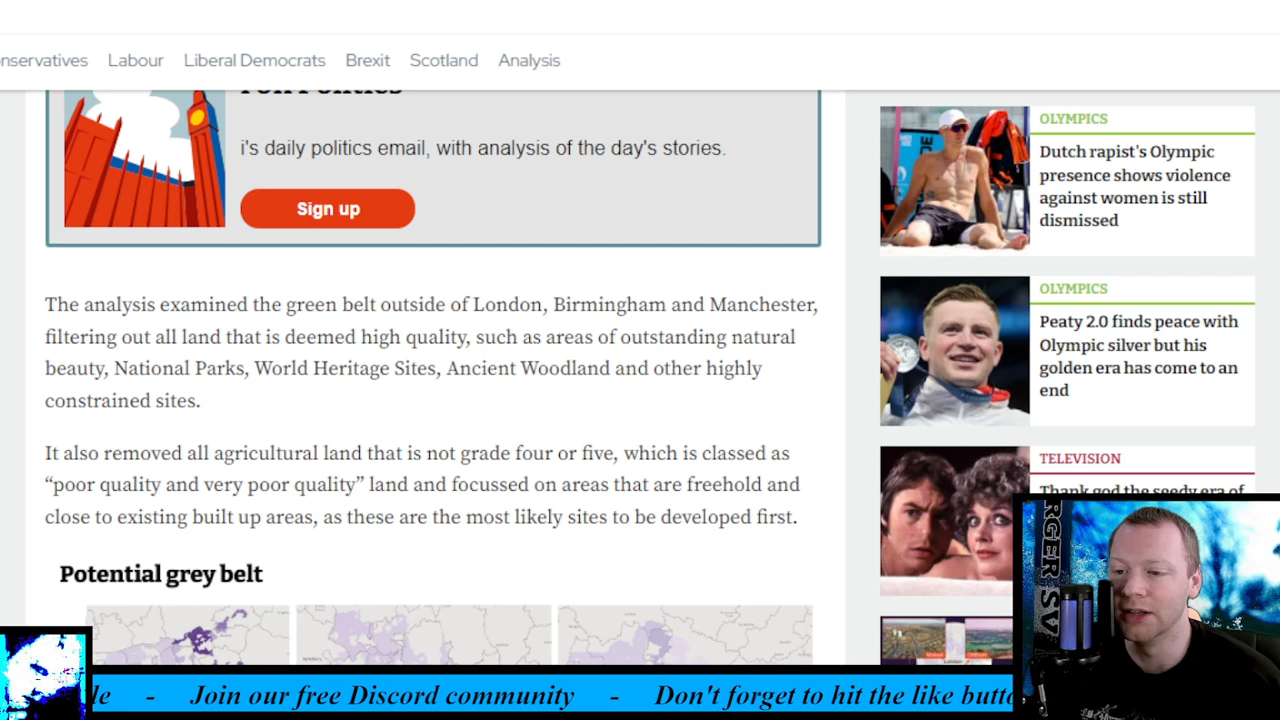 Labour Liberal Democrats Brexit Scotland Analysis
i's daily politics email, with analysis of the day's stories.
Sign up
The analysis examined the green belt outside of London, Birmingham and Manchester,
filtering out all land that is deemed high quality, such as areas of outstanding natural
beauty, National Parks, World Heritage Sites, Ancient Woodland and other highly
constrained sites.
It also removed all agricultural land that is not grade four or five, which is classed as
“poor quality and very poor quality” land and focussed on areas that are freehold and
close to existing built up areas, as these are the most likely sites to be developed first.
Potential grey belt
OLYMPICS
Dutch rapist's Olympic
presence shows violence
against women is still
dismissed
OLYMPICS
Peaty 2.0 finds peace with
Olympic silver but his
golden era has come to an
end
TELEVISION
Thank god the seedy era of
- Join our free Discord community - Don't forget to hit the like